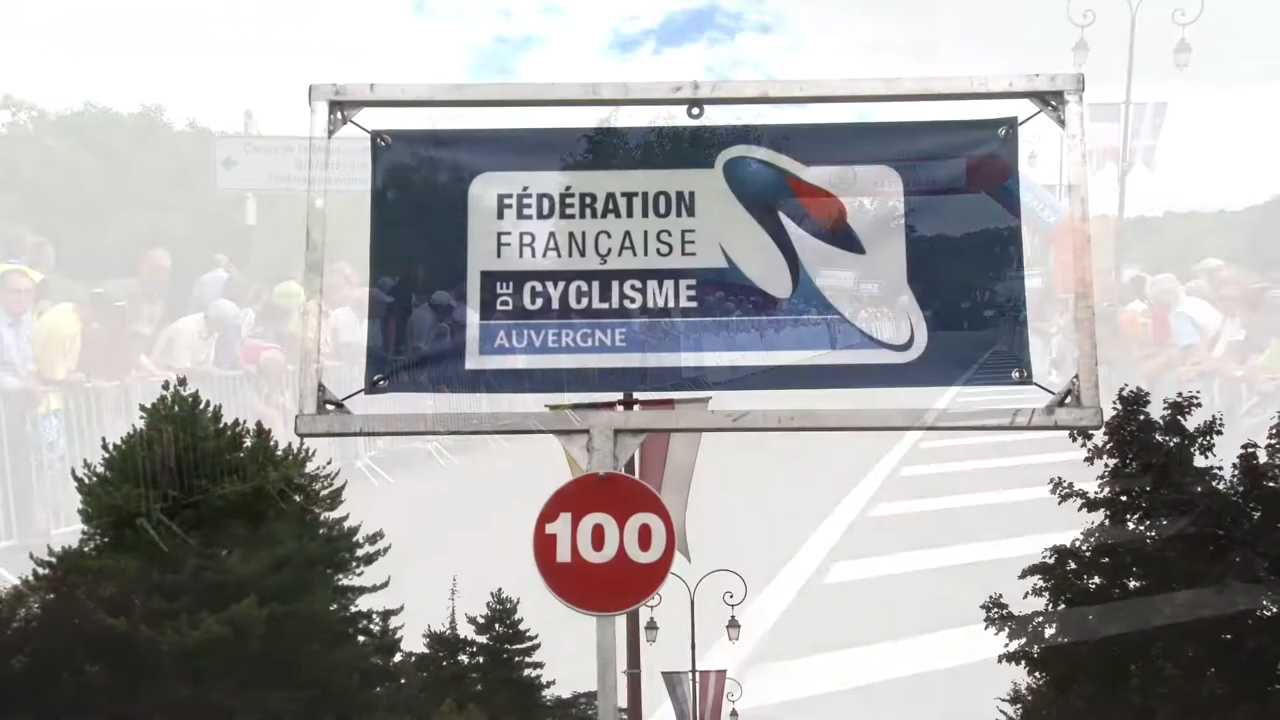 FÉDÉRATION
FRANÇAISE
DE CYCLISME
AUVERGNE
100